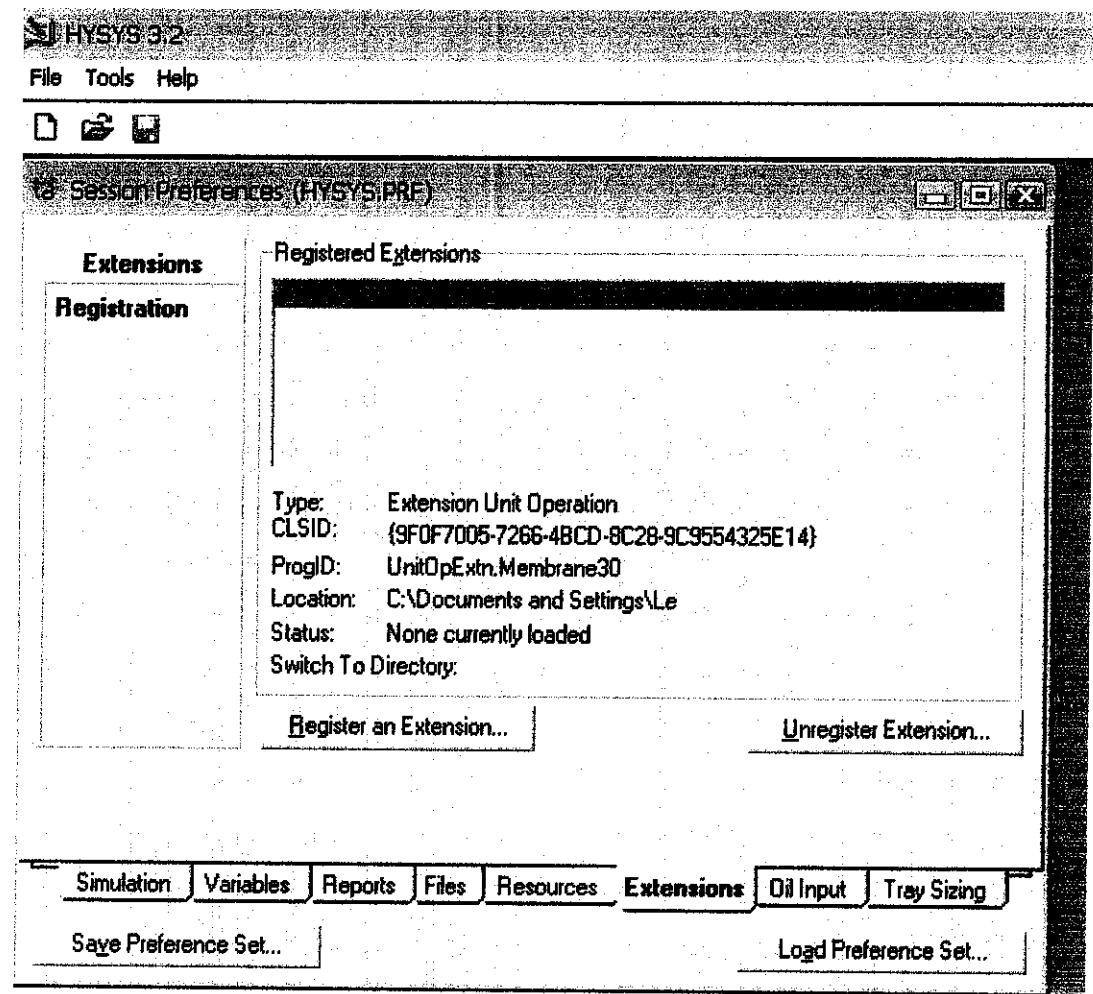 HYSYS 3.2
File Tools Help
Session Preferences (HYSYS.PRF)
Extensions
Registration
Registered Extensions
Type: Extension Unit Operation
CLSID: {9F0F7005-7266-4BCD-8C28-9C9554325E14}
ProgID: UnitOpExtn.Membrane30
Location: C:\Documents and Settings\Le
Status: None currently loaded
Switch To Directory:
Register an Extension...
Unregister Extension...
Simulation Variables Reports Files Resources Extensions Oil Input Tray Sizing
Save Preference Set...
Load Preference Set...